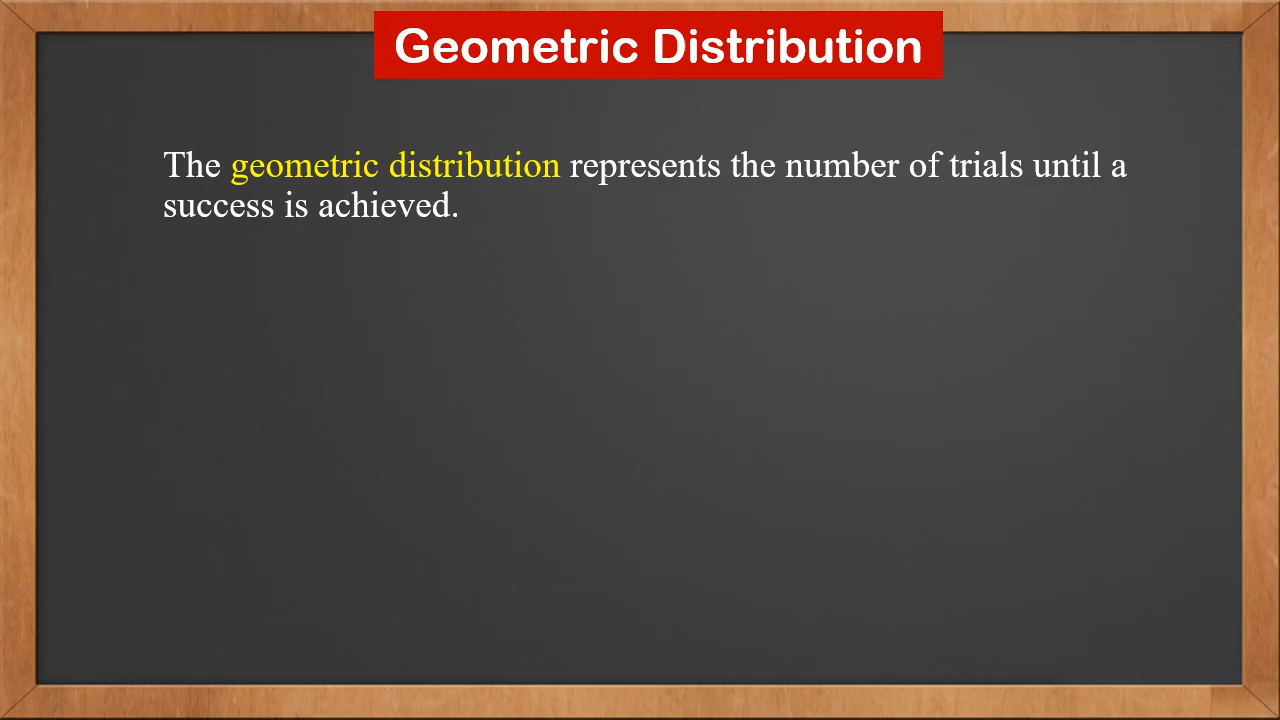 Geometric Distribution
The geometric distribution represents the number of trials until a
success is achieved.